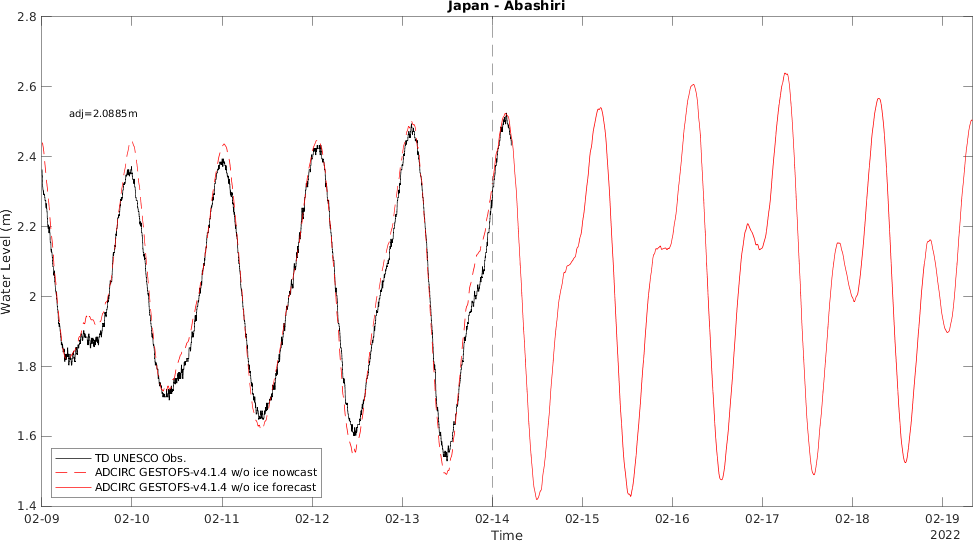 Japan - Abashiri
2.8
2.6
2.4
2.2
2
1.8
1.6
1.4
Water Level (m)
adj=2.0885m
TD UNESCO Obs.
ADCIRC GESTOFS-v4.1.4 w/o ice nowcast
ADCIRC GESTOFS-v4.1.4 w/o ice forecast
02-09 02-10 02-11 02-12 02-13 02-14 02-15 02-16 02-17 02-18 02-19
2022
Time